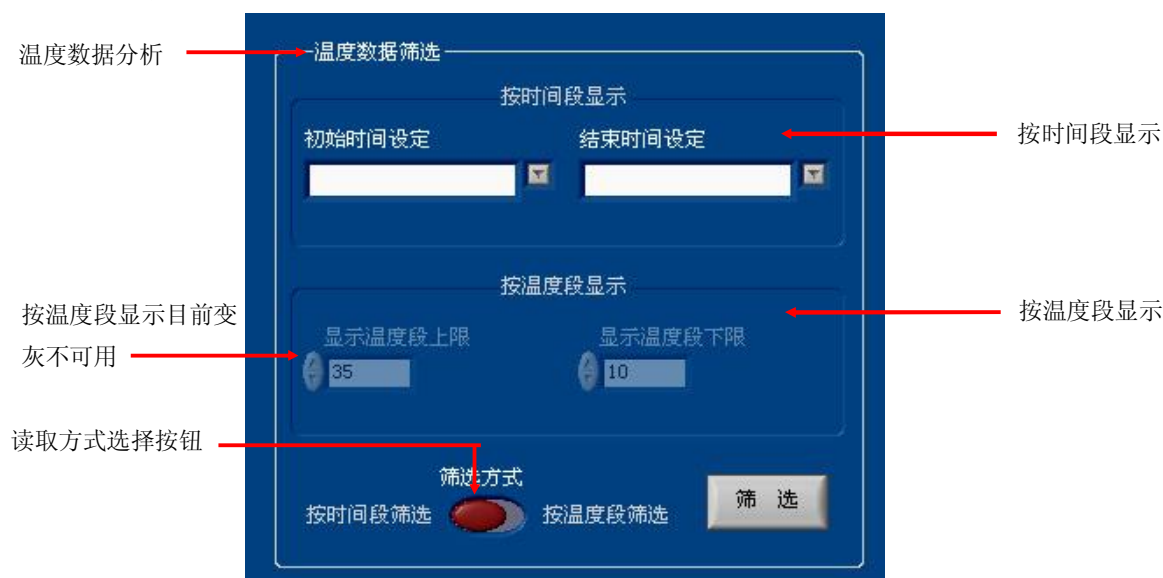 温度数据分析
温度数据筛选
按时间段显示
初始时间设定
结束时间设定
按时间段显示
按温度段显示
按温度段显示目前变
灰不可用
显示温度段上限
显示温度段下限
35
10
按温度段显示
读取方式选择按钮
筛选方式
按时间段筛选
按温度段筛选
筛 选